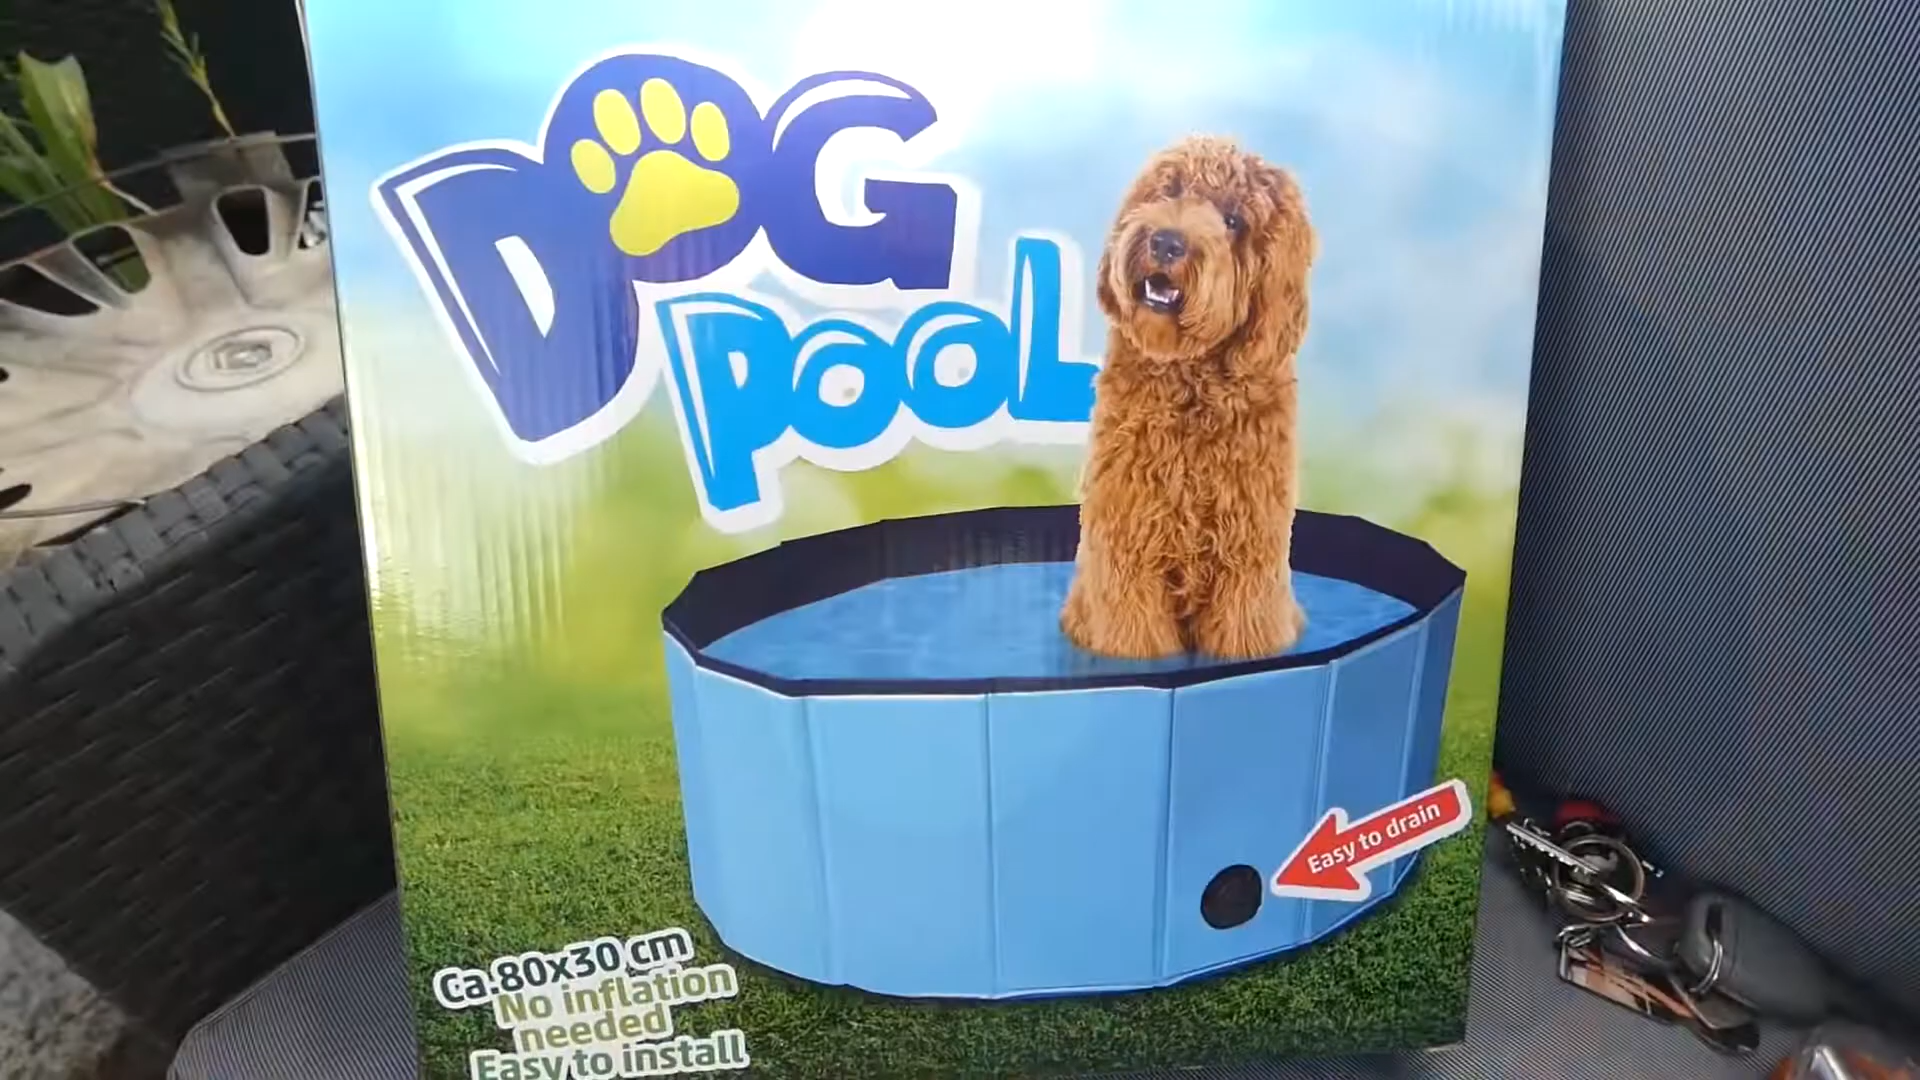 DOG
POOL
Easy to drain
Ca.80x30 cm
No inflation
needed
Easy to install